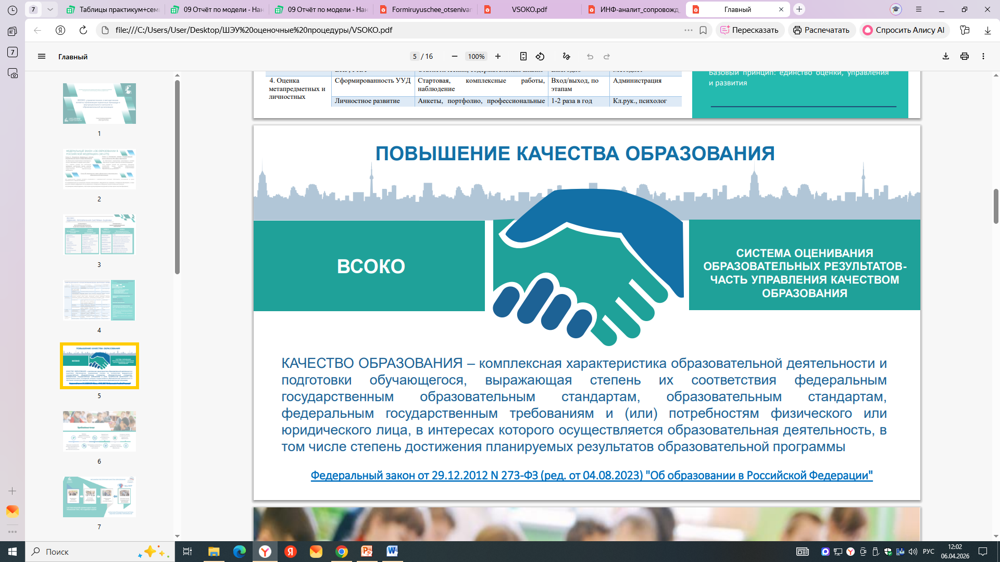 7
Таблицы практикум+сем
09 Отчёт по модели - Нан
09 Отчёт по модели - Нан
Formiruyuschee_otsenivar
VSOKO.pdf
ИНФ-аналит_сопровожд_
Главный
file:///C:/Users/User/Desktop/ШЭУ%20оценочные%20процедуры/VSOKO.pdf
Пересказать
Распечатать
Спросить Алису AI
7
Главный
5 / 16
100%
1
2
3
4
5
6
7
4. Оценка метапредметных и личностных
Сформированность УУД
Стартовая, комплексные работы, наблюдение
Вход/выход, по этапам
Администрация
Личностное развитие
Анкеты, портфолио, профессиональные
1-2 раза в год
Кл.рук., психолог
Базовый принцип: единство оценки, управления
и развития
ПОВЫШЕНИЕ КАЧЕСТВА ОБРАЗОВАНИЯ
ВСОКО
СИСТЕМА ОЦЕНИВАНИЯ
ОБРАЗОВАТЕЛЬНЫХ РЕЗУЛЬТАТОВ-
ЧАСТЬ УПРАВЛЕНИЯ КАЧЕСТВОМ
ОБРАЗОВАНИЯ
КАЧЕСТВО ОБРАЗОВАНИЯ – комплексная характеристика образовательной деятельности и
подготовки обучающегося, выражающая степень их соответствия федеральным
государственным образовательным стандартам, образовательным стандартам,
федеральным государственным требованиям и (или) потребностям физического или
юридического лица, в интересах которого осуществляется образовательная деятельность, в
том числе степень достижения планируемых результатов образовательной программы
Федеральный закон от 29.12.2012 N 273-ФЗ (ред. от 04.08.2023) "Об образовании в Российской Федерации"
Поиск
РУС
12:02
06.04.2026